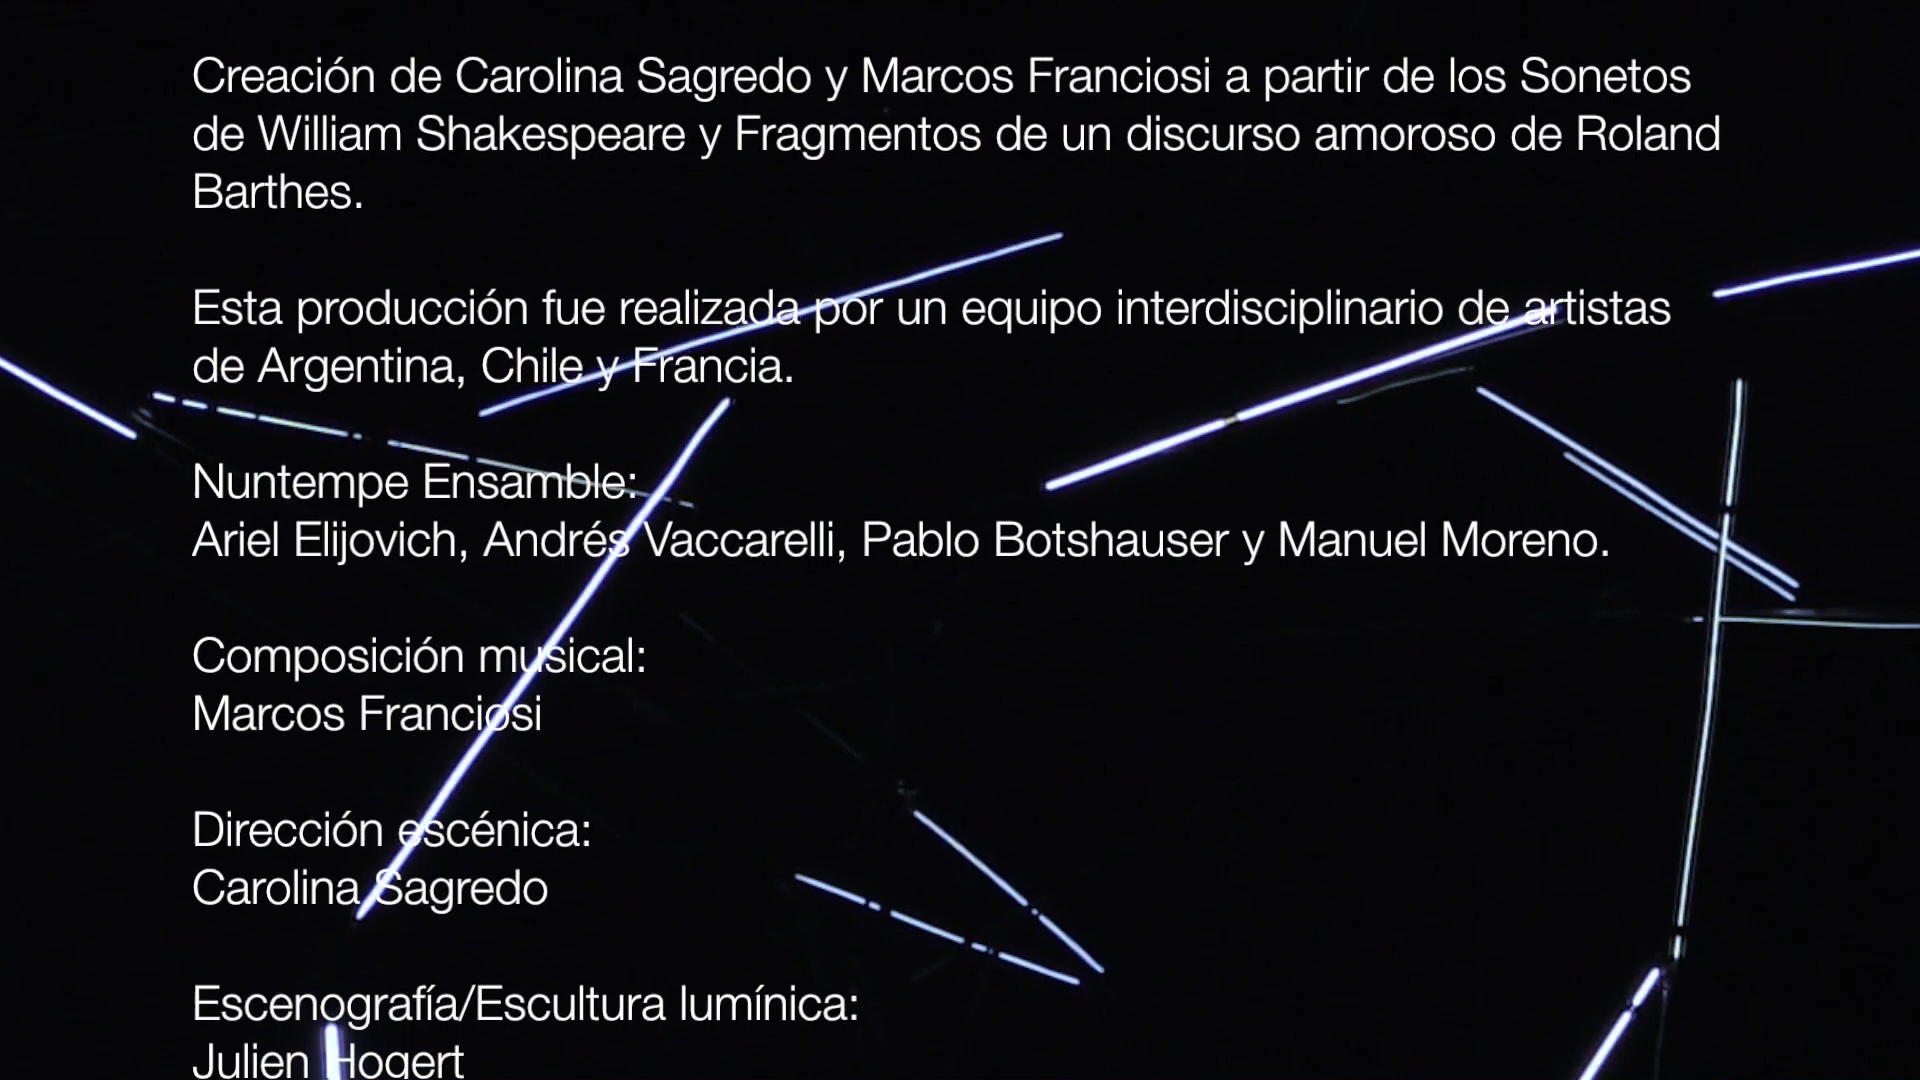 Creación de Carolina Sagredo y Marcos Franciosi a partir de los Sonetos
de William Shakespeare y Fragmentos de un discurso amoroso de Roland
Barthes.
Esta producción fue realizada por un equipo interdisciplinario de artistas
de Argentina, Chile y Francia.
Nuntempe Ensamble:
Ariel Elijovich, Andrés Vaccarelli, Pablo Botshauser y Manuel Moreno.
Composición musical:
Marcos Franciosi
Dirección escénica:
Carolina Sagredo
Escenografía/Escultura lumínica:
Julien Hogert